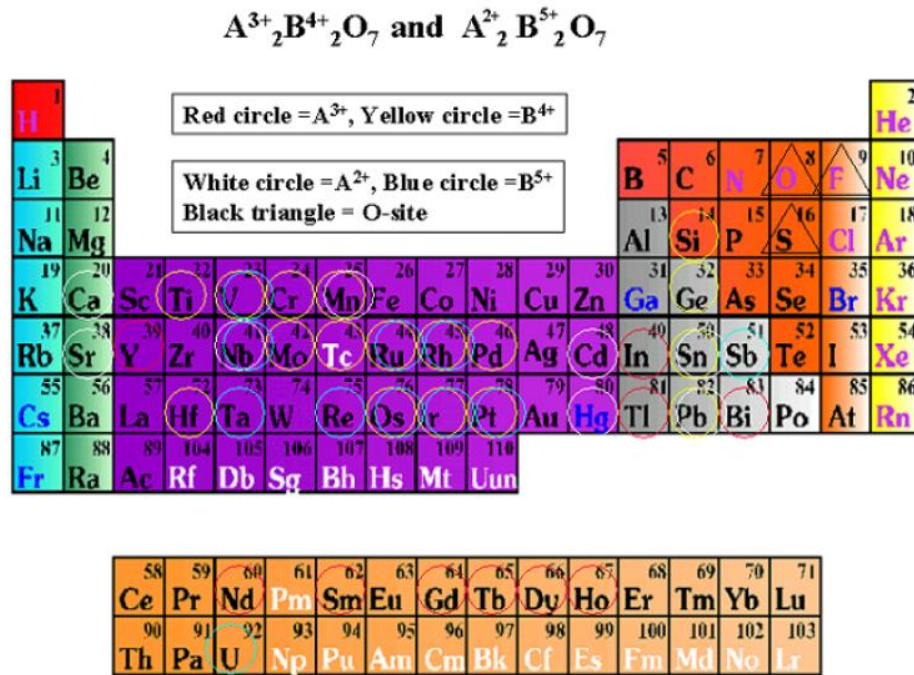 A³⁺₂B⁴⁺₂O₇ and A²⁺₂ B⁵⁺₂O₇
Red circle =A³⁺, Yellow circle =B⁴⁺
White circle =A²⁺, Blue circle =B⁵⁺
Black triangle = O-site
1 2
H He
3 4 5 6 7 8 9 10
Li Be B C N O F Ne
11 12 13 14 15 16 17 18
Na Mg Al Si P S Cl Ar
19 20 21 22 23 24 25 26 27 28 29 30 31 32 33 34 35 36
K Ca Sc Ti V Cr Mn Fe Co Ni Cu Zn Ga Ge As Se Br Kr
37 38 39 40 41 42 43 44 45 46 47 48 49 50 51 52 53 54
Rb Sr Y Zr Nb Mo Tc Ru Rh Pd Ag Cd In Sn Sb Te I Xe
55 56 57 72 73 74 75 76 77 78 79 80 81 82 83 84 85 86
Cs Ba La Hf Ta W Re Os Ir Pt Au Hg Tl Pb Bi Po At Rn
87 88 89 104 105 106 107 108 109 110
Fr Ra Ac Rf Db Sg Bh Hs Mt Uun
58 59 60 61 62 63 64 65 66 67 68 69 70 71
Ce Pr Nd Pm Sm Eu Gd Tb Dy Ho Er Tm Yb Lu
90 91 92 93 94 95 96 97 98 99 100 101 102 103
Th Pa U Np Pu Am Cm Bk Cf Es Fm Md No Lr